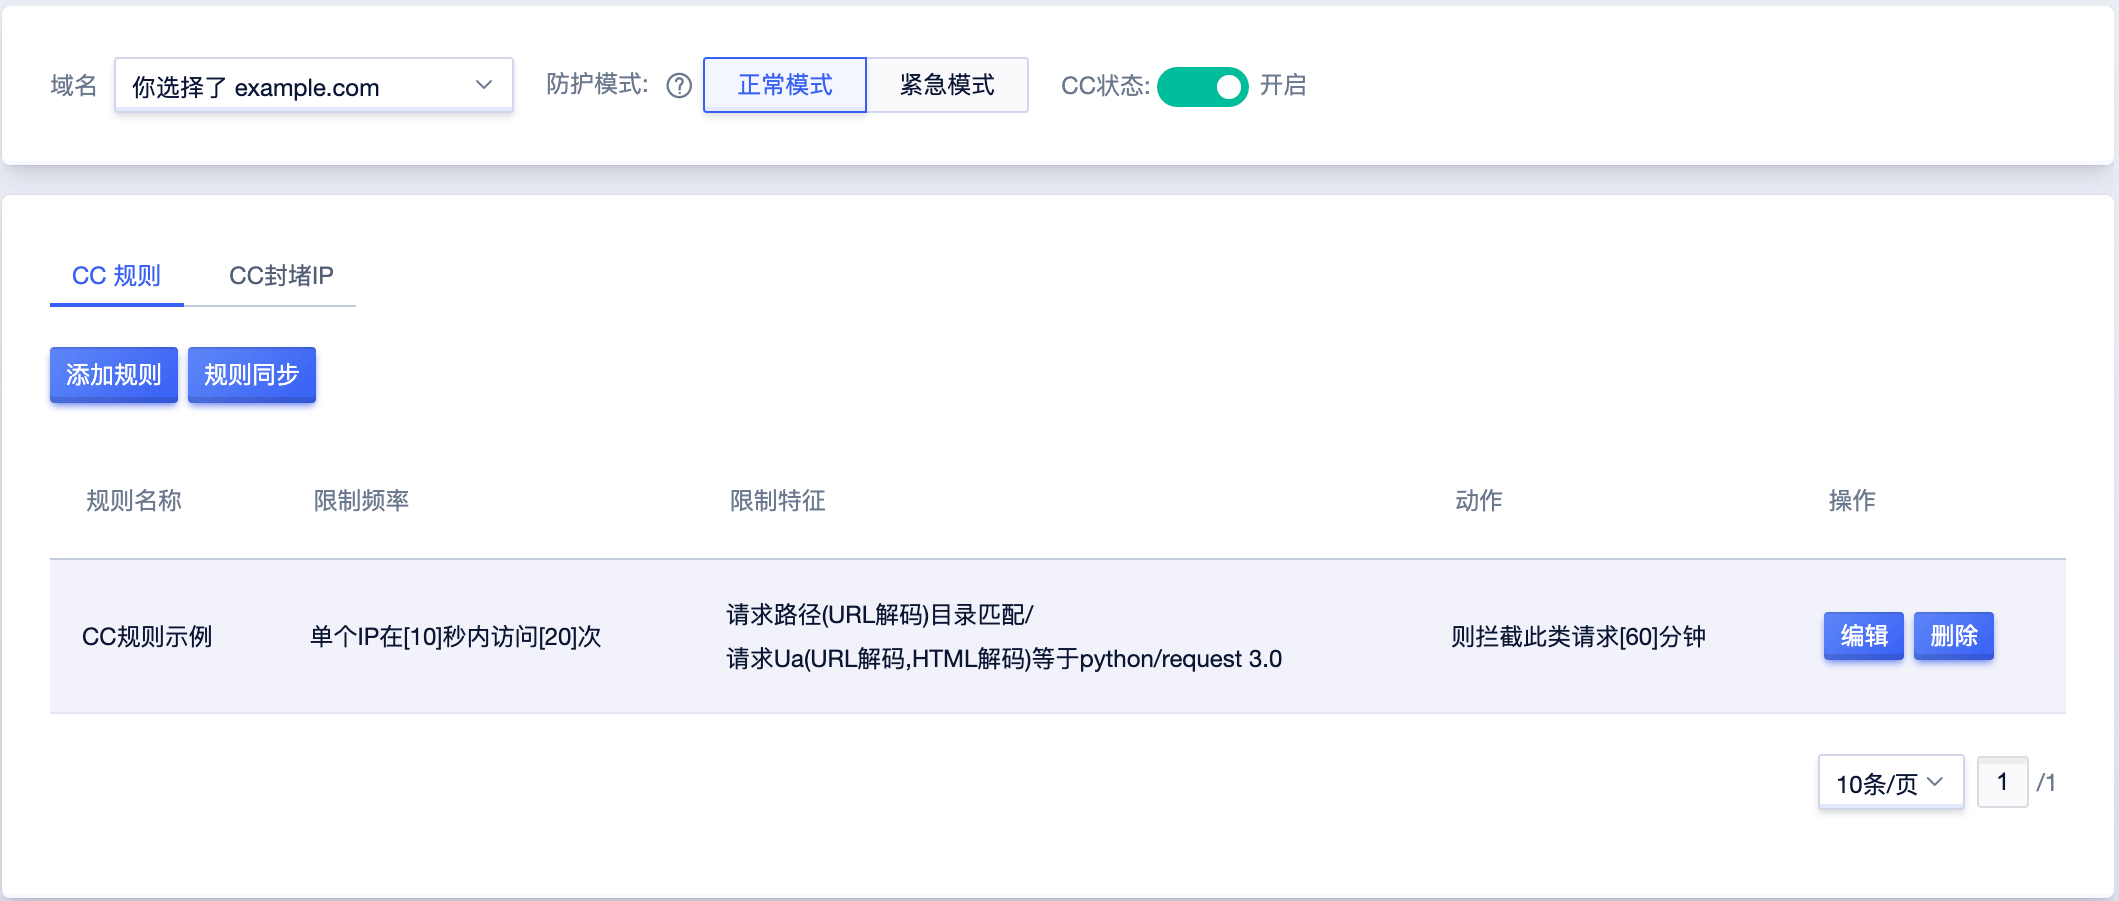 域名 你选择了 example.com 防护模式: ? 正常模式 紧急模式 CC状态: 开启
CC 规则 CC封堵IP
添加规则 规则同步
规则名称 限制频率 限制特征 动作 操作
CC规则示例 单个IP在[10]秒内访问[20]次 请求路径(URL解码)目录匹配/
请求Ua(URL解码,HTML解码)等于python/request 3.0 则拦截此类请求[60]分钟 编辑 删除
10条/页 1 /1